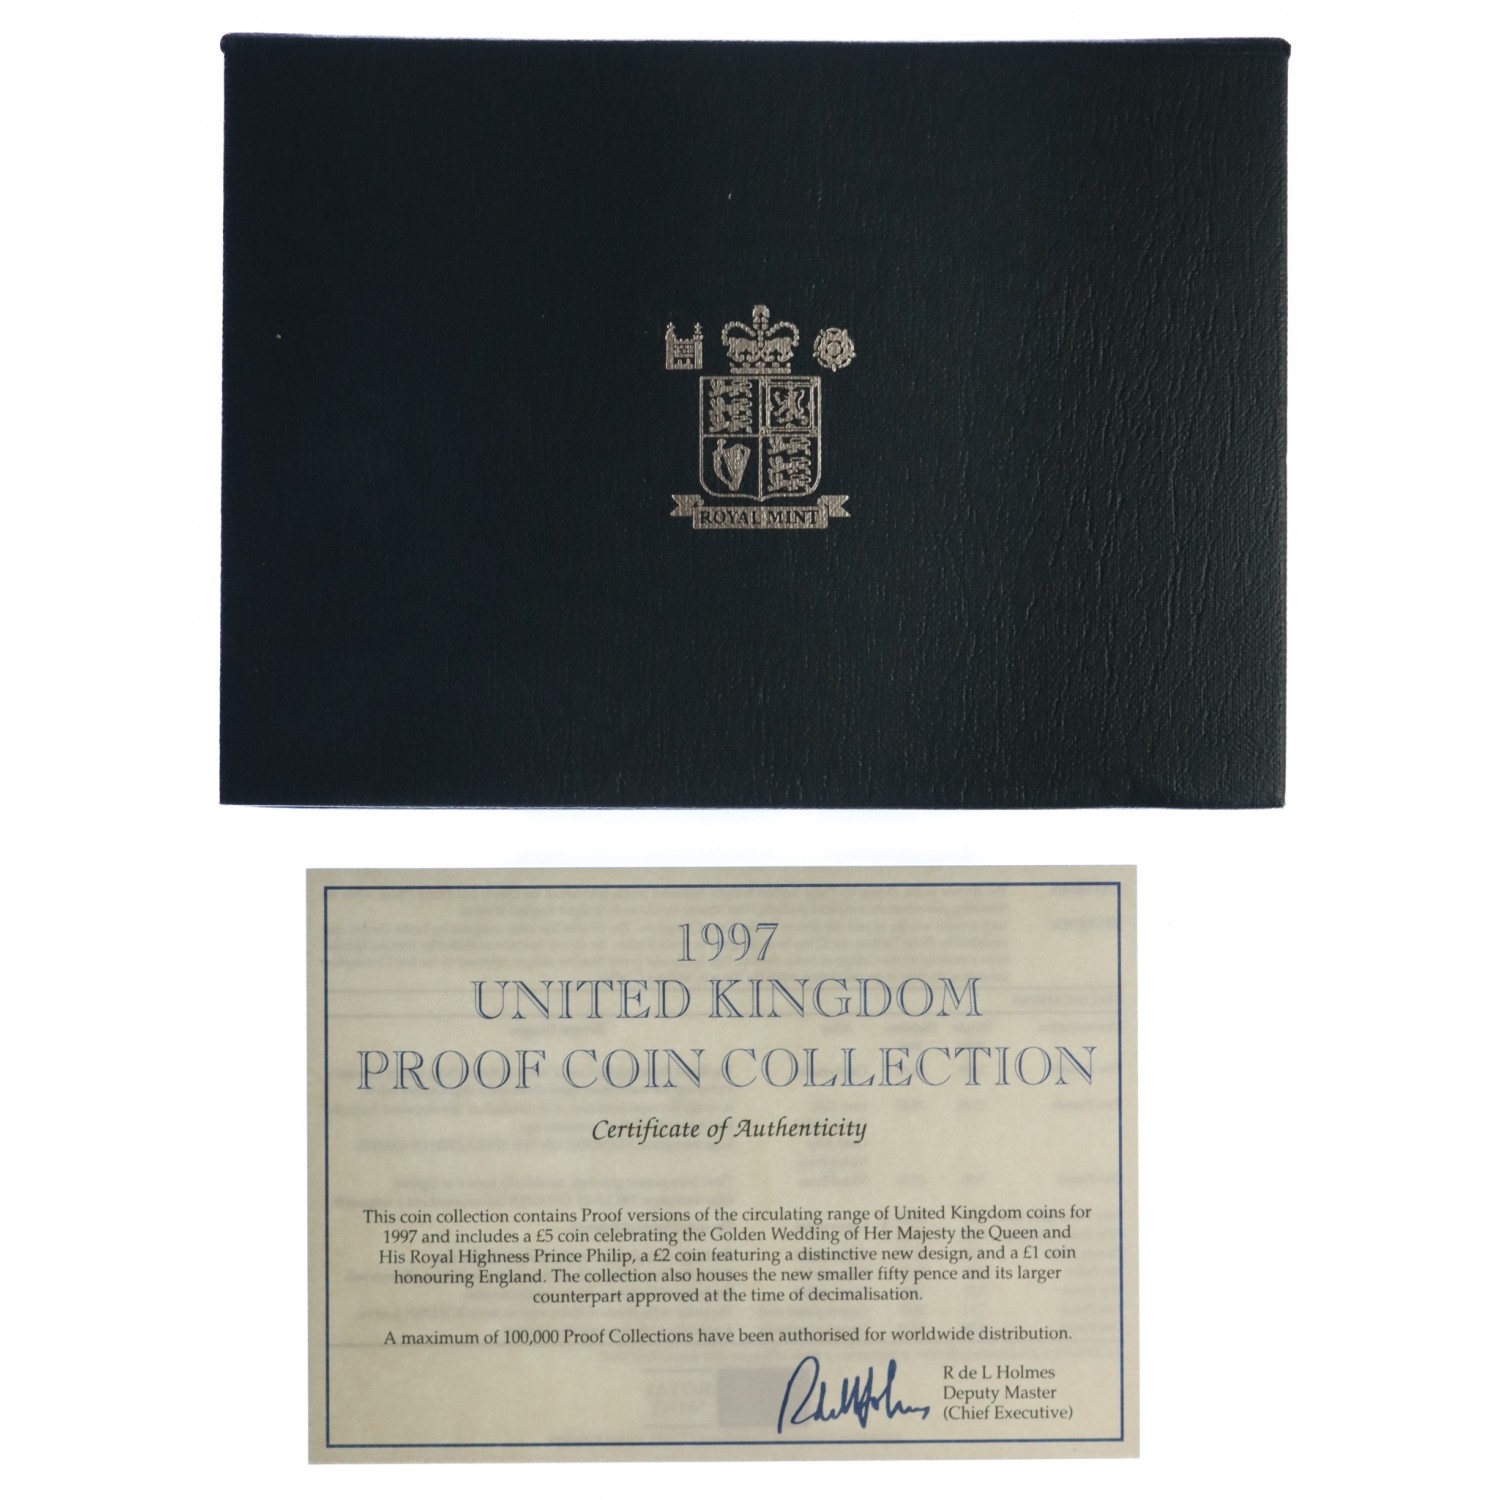 ROYAL MINT
1997
UNITED KINGDOM
PROOF COIN COLLECTION
Certificate of Authenticity
This coin collection contains Proof versions of the circulating range of United Kingdom coins for
1997 and includes a £5 coin celebrating the Golden Wedding of Her Majesty the Queen and
His Royal Highness Prince Philip, a £2 coin featuring a distinctive new design, and a £1 coin
honouring England. The collection also houses the new smaller fifty pence and its larger
counterpart approved at the time of decimalisation.
A maximum of 100,000 Proof Collections have been authorised for worldwide distribution.
R de L Holmes
Deputy Master
(Chief Executive)